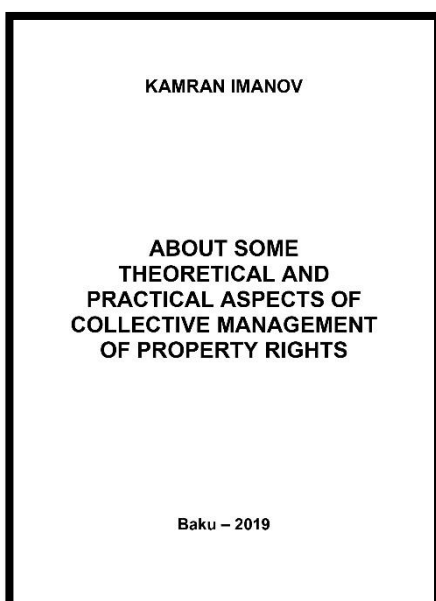 KAMRAN IMANOV
ABOUT SOME
THEORETICAL AND
PRACTICAL ASPECTS OF
COLLECTIVE MANAGEMENT
OF PROPERTY RIGHTS
Baku – 2019